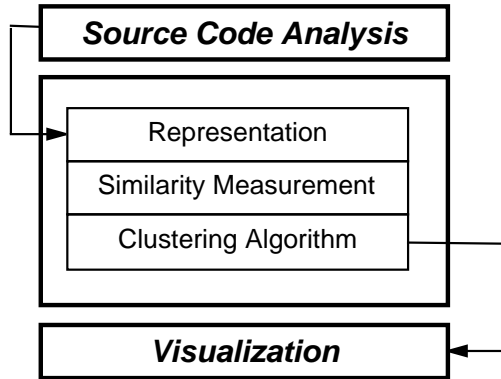 Source Code Analysis
Representation
Similarity Measurement
Clustering Algorithm
Visualization